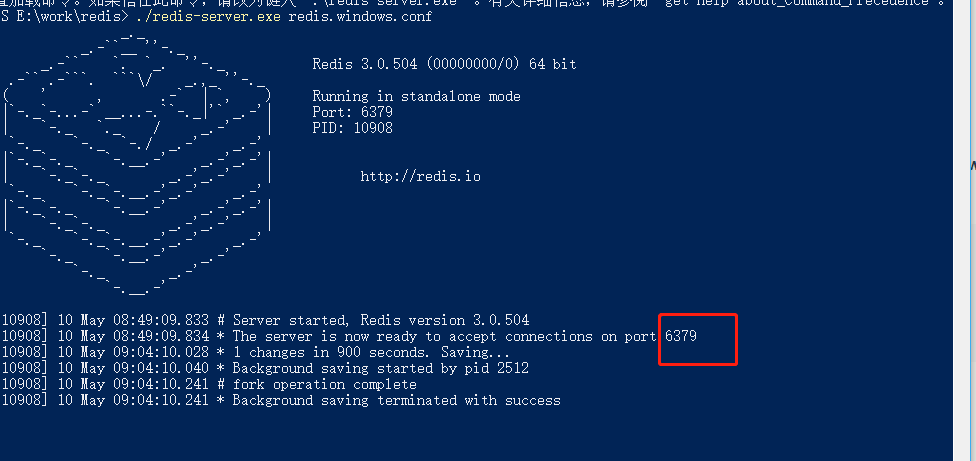 载命令。如果信任此命令，请改为键入“.\redis-server.exe”。有关详细信息，请参阅“get-help about_Command_Precedence”。
S E:\work\redis> ./redis-server.exe redis.windows.conf
Redis 3.0.504 (00000000/0) 64 bit
Running in standalone mode
Port: 6379
PID: 10908
http://redis.io
10908] 10 May 08:49:09.833 # Server started, Redis version 3.0.504
10908] 10 May 08:49:09.834 * The server is now ready to accept connections on port 6379
10908] 10 May 09:04:10.028 * 1 changes in 900 seconds. Saving...
10908] 10 May 09:04:10.040 * Background saving started by pid 2512
10908] 10 May 09:04:10.241 # fork operation complete
10908] 10 May 09:04:10.241 * Background saving terminated with success